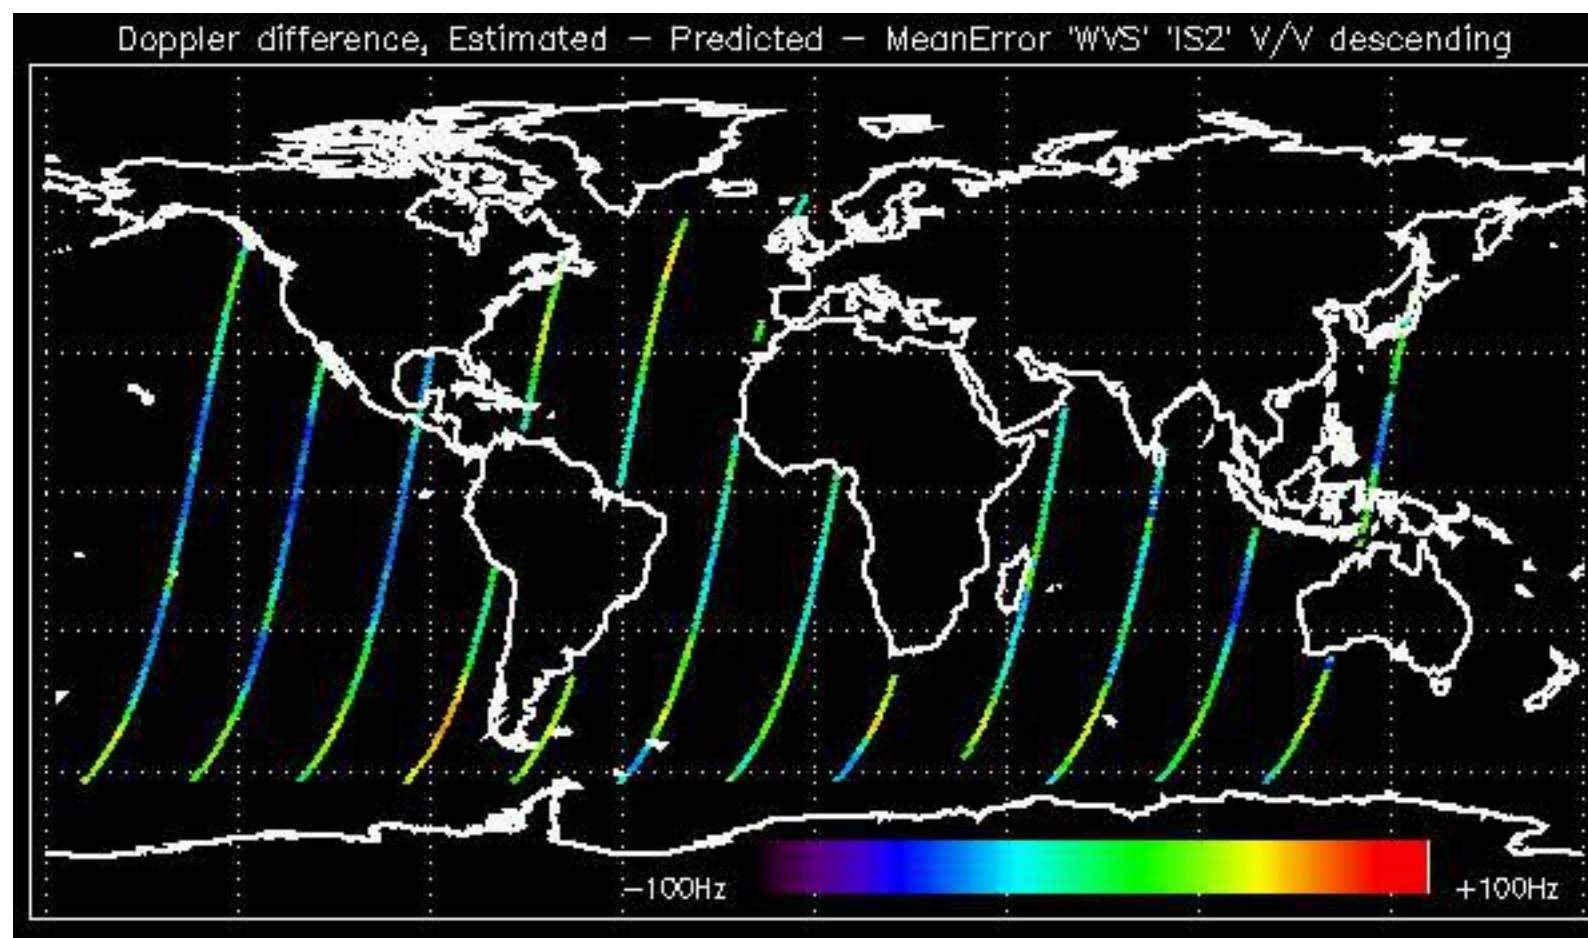 Doppler difference, Estimated – Predicted – MeanError 'WVS' 'IS2' V/V descending
–100Hz +100Hz